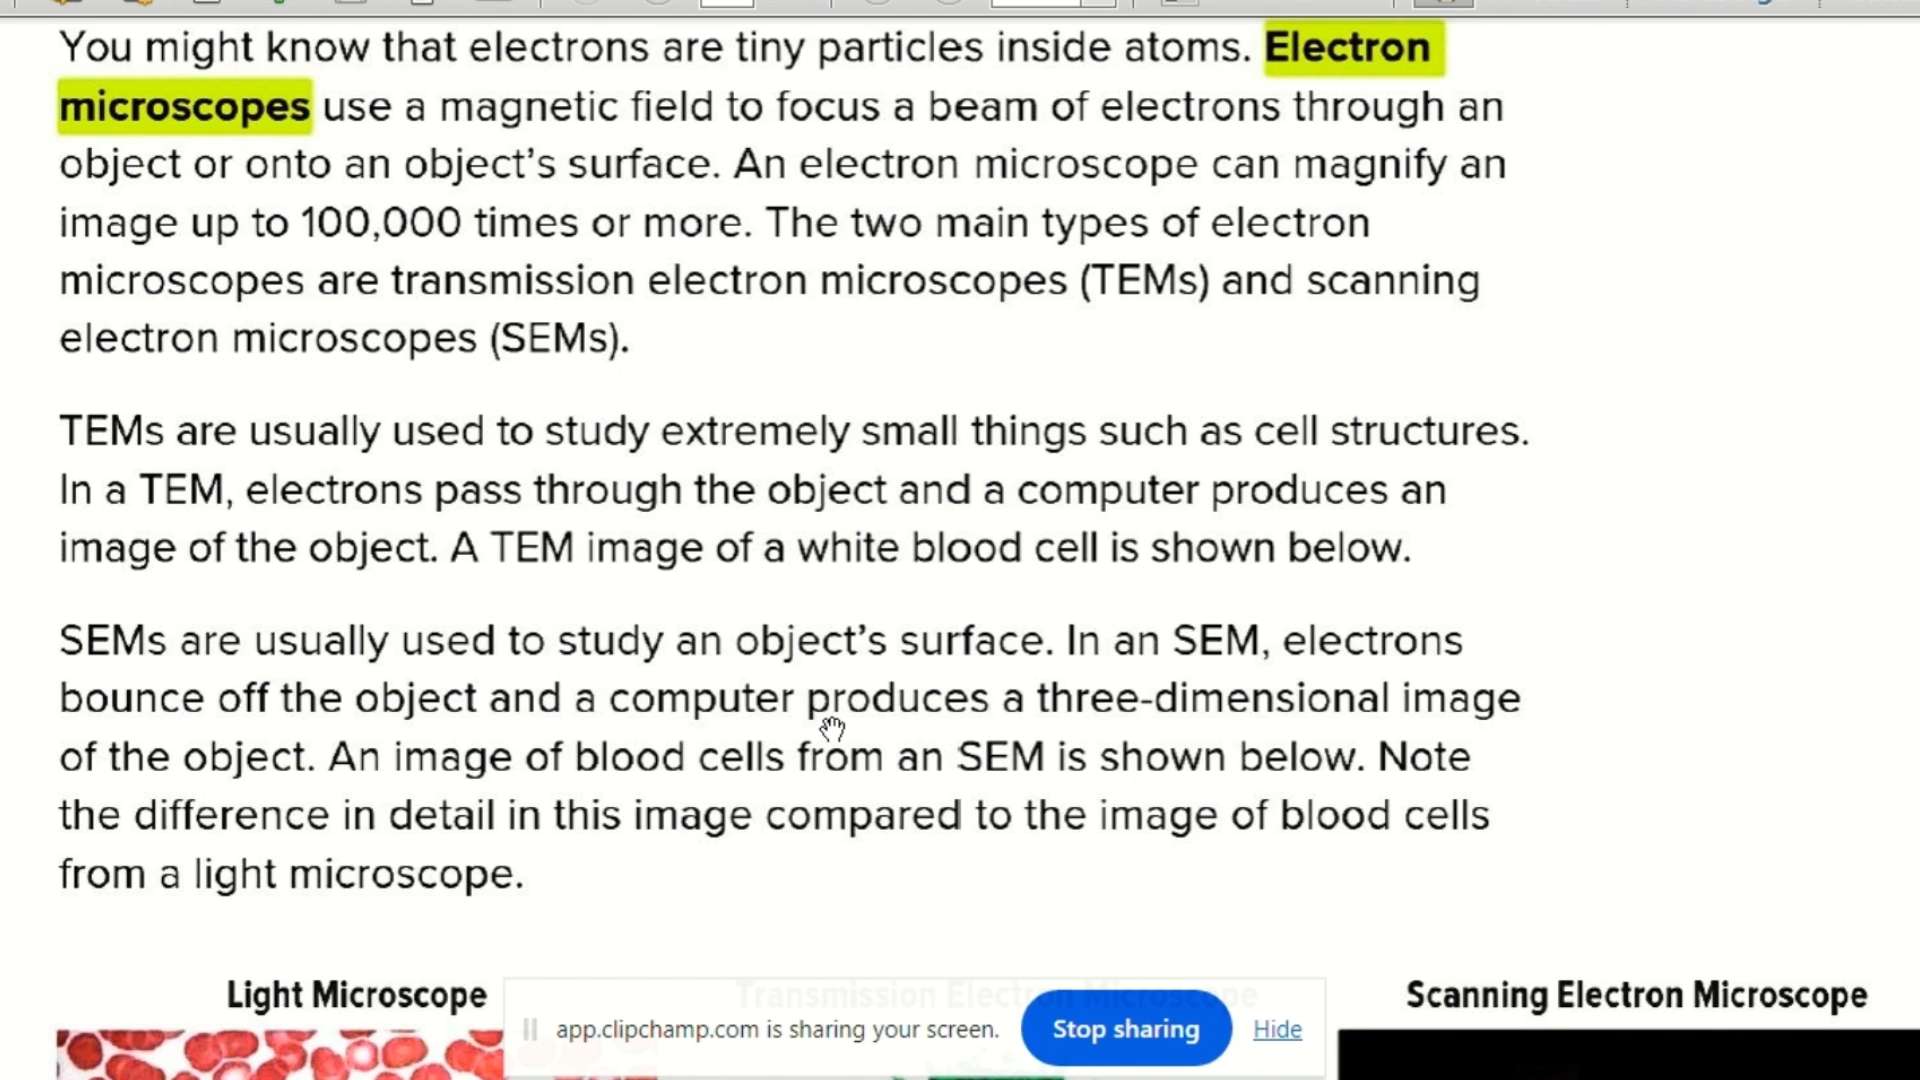 You might know that electrons are tiny particles inside atoms. Electron
microscopes use a magnetic field to focus a beam of electrons through an
object or onto an object's surface. An electron microscope can magnify an
image up to 100,000 times or more. The two main types of electron
microscopes are transmission electron microscopes (TEMs) and scanning
electron microscopes (SEMs).
TEMs are usually used to study extremely small things such as cell structures.
In a TEM, electrons pass through the object and a computer produces an
image of the object. A TEM image of a white blood cell is shown below.
SEMs are usually used to study an object's surface. In an SEM, electrons
bounce off the object and a computer produces a three-dimensional image
of the object. An image of blood cells from an SEM is shown below. Note
the difference in detail in this image compared to the image of blood cells
from a light microscope.
Light Microscope Transmission Electron Microscope Scanning Electron Microscope
app.clipchamp.com is sharing your screen. Stop sharing Hide